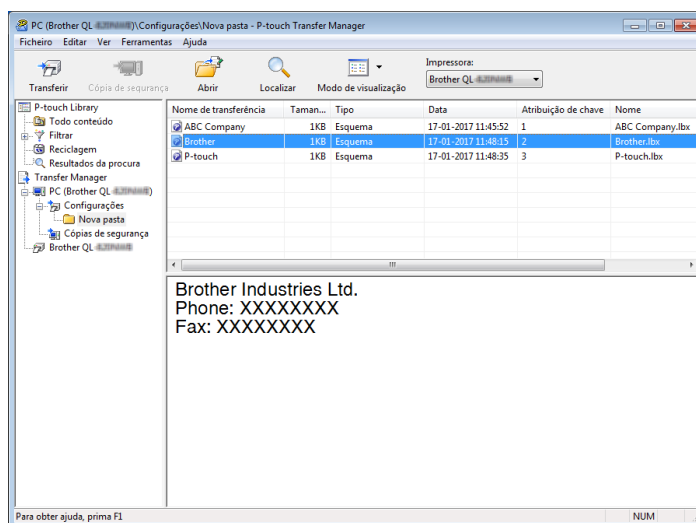 PC (Brother QL-)\Configurações\Nova pasta - P-touch Transfer Manager
Ficheiro Editar Ver Ferramentas Ajuda
Transferir Cópia de segurança Abrir Localizar Modo de visualização
Impressora:
Brother QL-
P-touch Library
Todo conteúdo
Filtrar
Reciclagem
Resultados da procura
Transfer Manager
PC (Brother QL-)
Configurações
Nova pasta
Cópias de segurança
Brother QL-
Nome de transferência Taman... Tipo Data Atribuição de chave Nome
ABC Company 1KB Esquema 17-01-2017 11:45:52 1 ABC Company.lbx
Brother 1KB Esquema 17-01-2017 11:48:15 2 Brother.lbx
P-touch 1KB Esquema 17-01-2017 11:48:35 3 P-touch.lbx
Brother Industries Ltd.
Phone: XXXXXXXX
Fax: XXXXXXXX
Para obter ajuda, prima F1 NUM